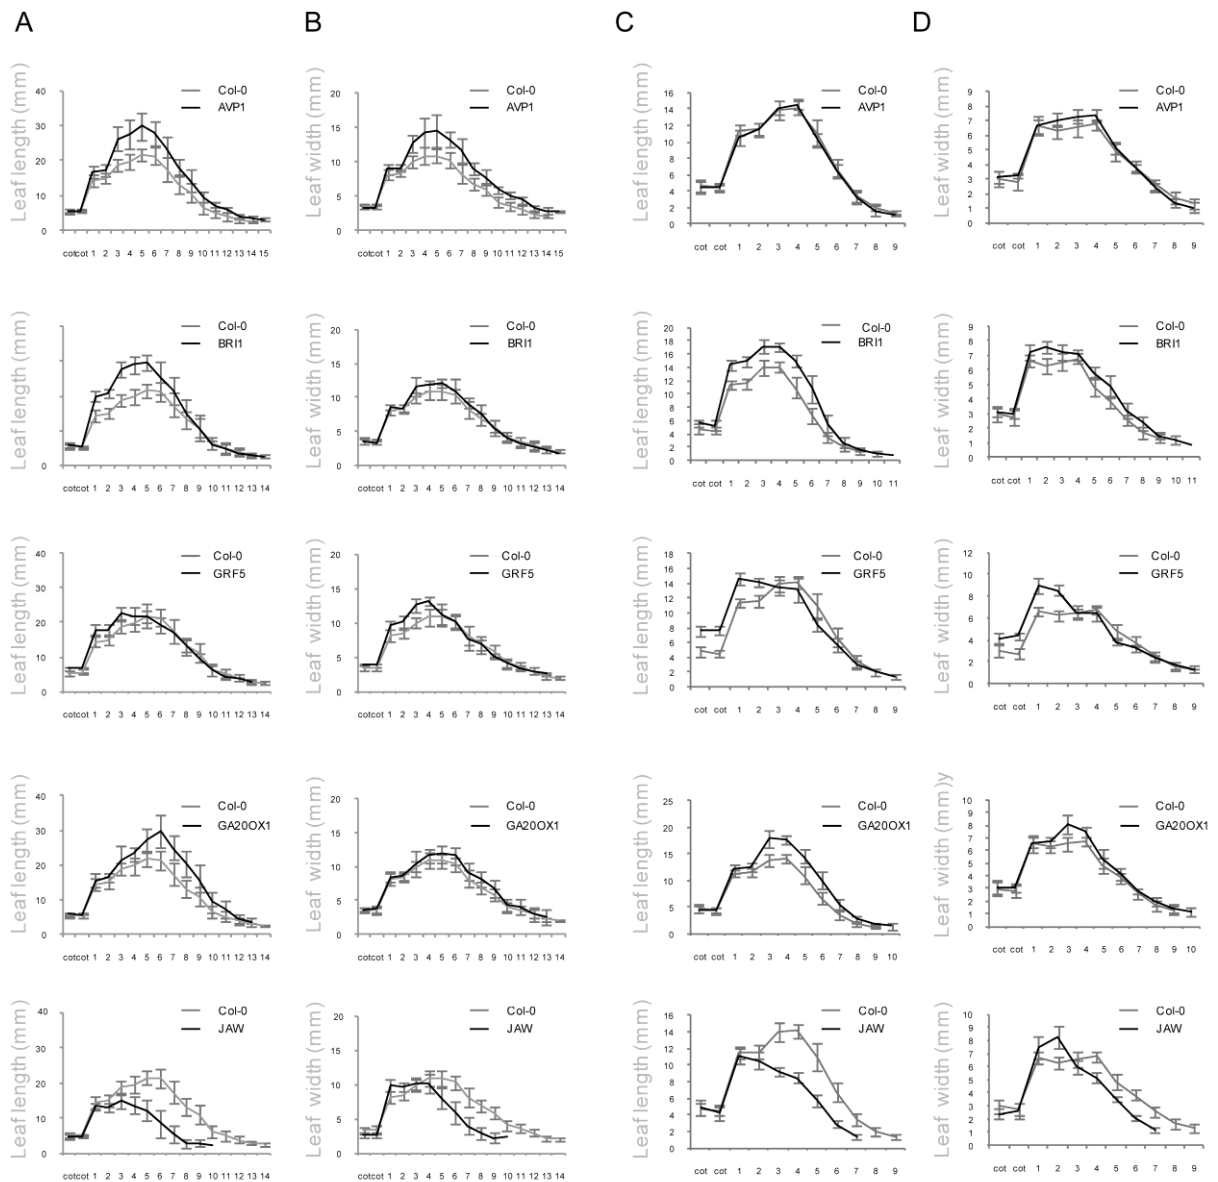 A
B
C
D
Leaf length (mm)
40
30
20
10
0
Col-0
AVP1
cotcot 1 2 3 4 5 6 7 8 9 10 11 12 13 14 15
Leaf width (mm)
20
15
10
5
0
Col-0
AVP1
cotcot 1 2 3 4 5 6 7 8 9 10 11 12 13 14 15
Leaf length (mm)
16
14
12
10
8
6
4
2
0
Col-0
AVP1
cot cot 1 2 3 4 5 6 7 8 9
Leaf width (mm)
9
8
7
6
5
4
3
2
1
0
Col-0
AVP1
cot cot 1 2 3 4 5 6 7 8 9
Leaf length (mm)
0
Col-0
BRI1
cotcot 1 2 3 4 5 6 7 8 9 10 11 12 13 14
Leaf width (mm)
20
15
10
5
0
Col-0
BRI1
cotcot 1 2 3 4 5 6 7 8 9 10 11 12 13 14
Leaf length (mm)
20
18
16
14
12
10
8
6
4
2
0
Col-0
BRI1
cot cot 1 2 3 4 5 6 7 8 9 10 11
Leaf width (mm)
9
8
7
6
5
4
3
2
1
0
Col-0
BRI1
cot cot 1 2 3 4 5 6 7 8 9 10 11
Leaf length (mm)
40
30
20
10
0
Col-0
GRF5
cotcot 1 2 3 4 5 6 7 8 9 10 11 12 13 14
Leaf width (mm)
20
15
10
5
0
Col-0
GRF5
cotcot 1 2 3 4 5 6 7 8 9 10 11 12 13 14
Leaf length (mm)
18
16
14
12
10
8
6
4
2
0
Col-0
GRF5
cot cot 1 2 3 4 5 6 7 8 9
Leaf width (mm)
12
10
8
6
4
2
0
Col-0
GRF5
cot cot 1 2 3 4 5 6 7 8 9
Leaf length (mm)
40
30
20
10
0
Col-0
GA20OX1
cotcot 1 2 3 4 5 6 7 8 9 10 11 12 13 14
Leaf width (mm)
20
15
10
5
0
Col-0
GA20OX1
cotcot 1 2 3 4 5 6 7 8 9 10 11 12 13 14
Leaf length (mm)
25
20
15
10
5
0
Col-0
GA20OX1
cot cot 1 2 3 4 5 6 7 8 9 10
Leaf width (mm)y
10
9
8
7
6
5
4
3
2
1
0
Col-0
GA20OX1
cot cot 1 2 3 4 5 6 7 8 9 10
Leaf length (mm)
40
30
20
10
0
Col-0
JAW
cotcot 1 2 3 4 5 6 7 8 9 10 11 12 13 14
Leaf width (mm)
20
15
10
5
0
Col-0
JAW
cotcot 1 2 3 4 5 6 7 8 9 10 11 12 13 14
Leaf length (mm)
16
14
12
10
8
6
4
2
0
Col-0
JAW
cot cot 1 2 3 4 5 6 7 8 9
Leaf width (mm)
10
9
8
7
6
5
4
3
2
1
0
Col-0
JAW
cot cot 1 2 3 4 5 6 7 8 9